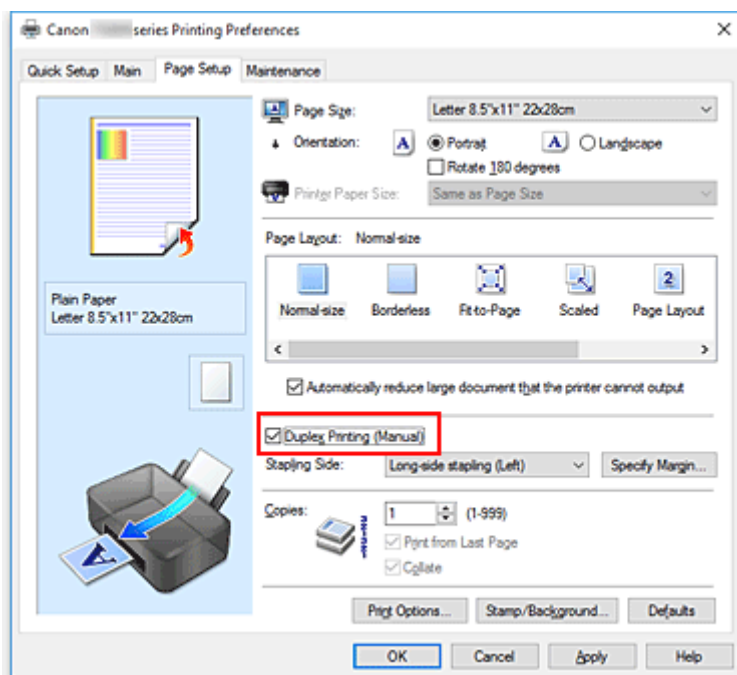 Canon series Printing Preferences
Quick Setup Main Page Setup Maintenance
Page Size: Letter 8.5"x11" 22x28cm
Orientation: A Portrait A Landscape
Rotate 180 degrees
Printer Paper Size: Same as Page Size
Page Layout: Normal-size
2
Normal-size Borderless Fit-to-Page Scaled Page Layout
Plain Paper
Letter 8.5"x11" 22x28cm
Automatically reduce large document that the printer cannot output
Duplex Printing (Manual)
Stapling Side: Long-side stapling (Left) Specify Margin...
Copies: 1 (1-999)
Print from Last Page
Collate
A
Print Options... Stamp/Background... Defaults
OK Cancel Apply Help